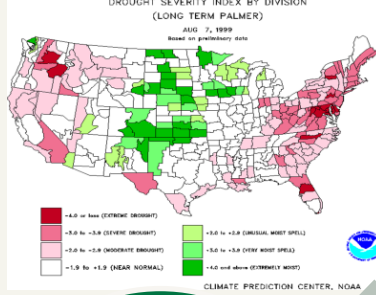 DROUGHT SEVERITY INDEX BY DIVISION
(LONG TERM PALMER)
AUG 7, 1999
Based on preliminary data
-4.0 or less (EXTREME DROUGHT)
-3.0 to -3.9 (SEVERE DROUGHT)
-2.0 to -2.9 (MODERATE DROUGHT)
-1.9 to +1.9 (NEAR NORMAL)
+2.0 to +2.9 (UNUSUAL MOIST SPELL)
+3.0 to +3.9 (VERY MOIST SPELL)
+4.0 and above (EXTREMELY MOIST)
NOAA
CLIMATE PREDICTION CENTER, NOAA